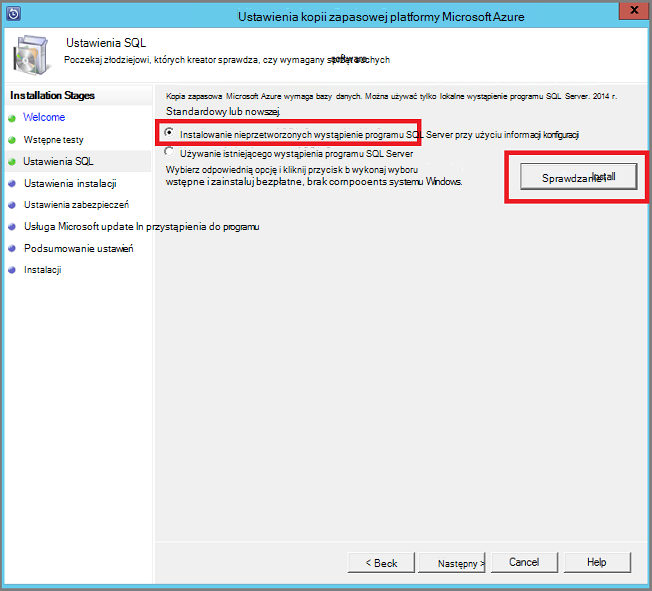 Ustawienia kopii zapasowej platformy Microsoft Azure
X
Ustawienia SQL
Poczekaj złodziejowi, których kreator sprawdza, czy wymagany software
Installation Stages
Welcome
Wstępne testy
Ustawienia SQL
Ustawienia instalacji
Ustawienia zabezpieczeń
Usługa Microsoft update In przystąpienia do programu
Podsumowanie ustawień
Instalacji
Kopia zapasowa Microsoft Azure wymaga bazy danych. Można używać tylko lokalne wystąpienie programu SQL Server. 2014 r.
Standardowy lub nowszej.
Instalowanie nieprzetworzonych wystąpienie programu SQL Server przy użyciu informacji konfiguracji
Używanie istniejącego wystąpienia programu SQL Server
Wybierz odpowiednią opcję i kliknij przycisk b wykonaj wyboru
wstępne i zainstaluj bezpłatne, brak compoents systemu Windows.
Sprawdzanie Install
< Beck
Następny >
Cancel
Help